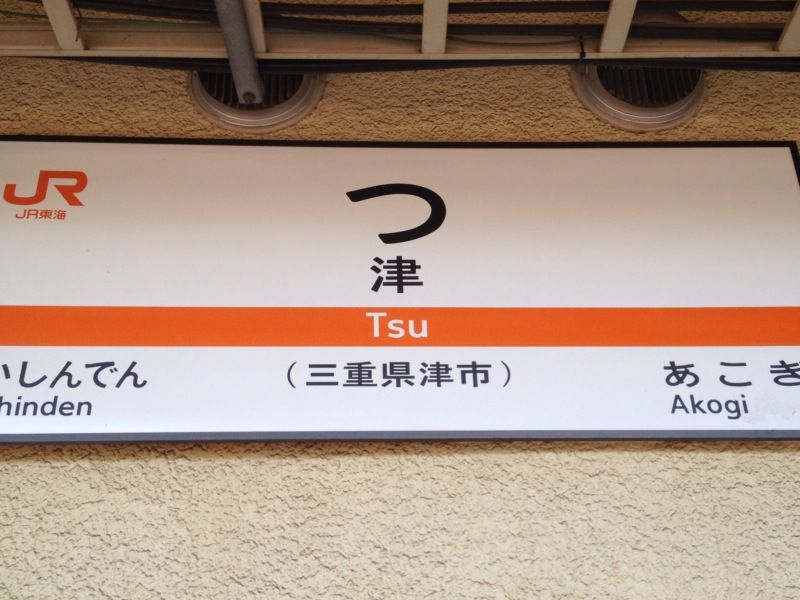 JR
JR東海
つ
津
Tsu
いしんでん
hinden
(三重県津市)
あこぎ
Akogi